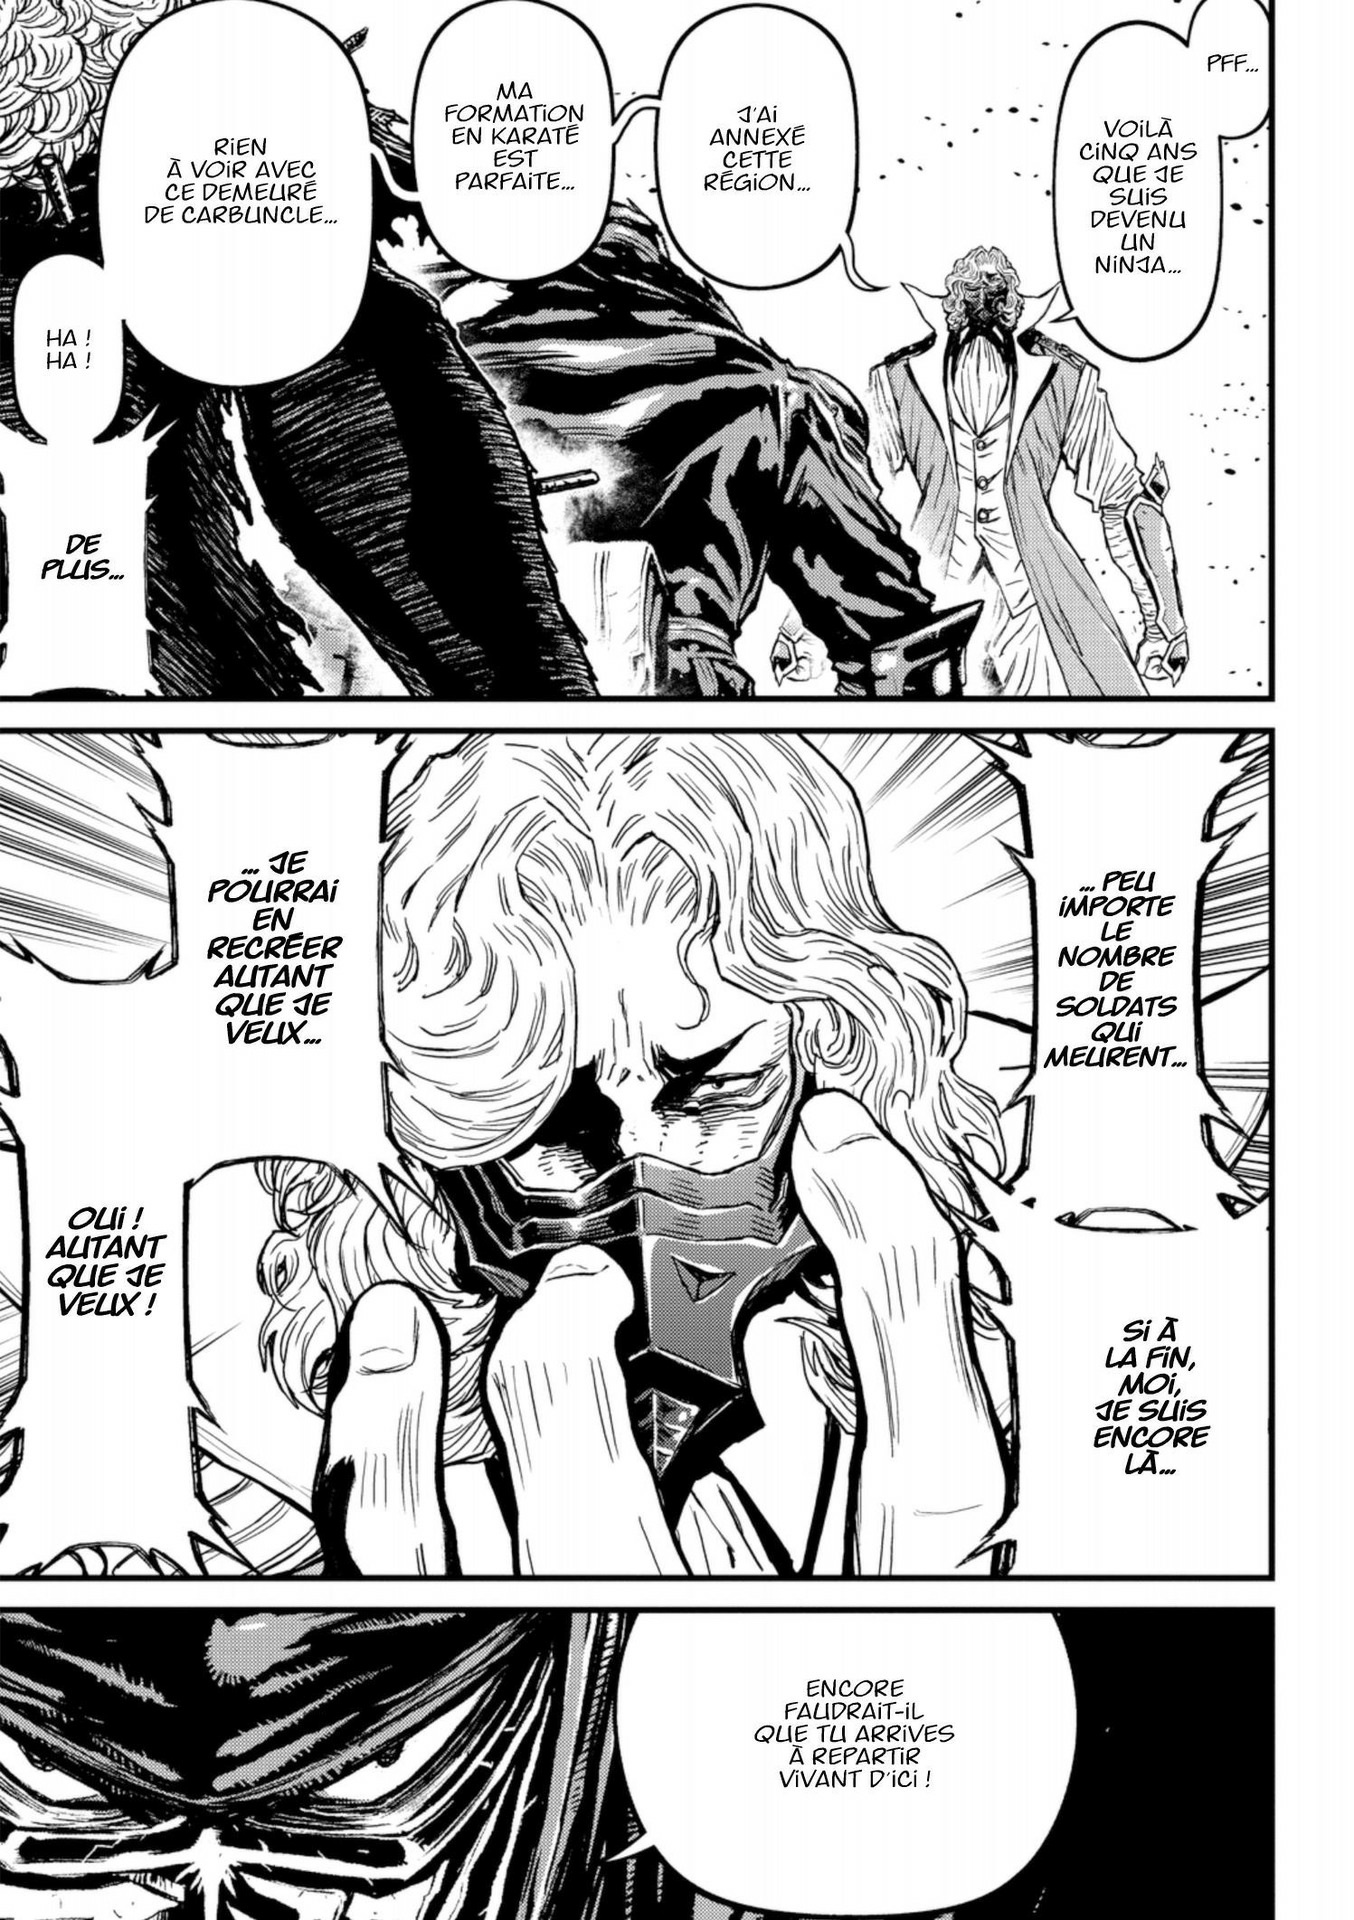 PFF...
VOILÀ
CINQ ANS
QUE JE
SUIS
DEVENU
UN
NINJA...
J'AI
ANNEXÉ
CETTE
RÉGION...
MA
FORMATION
EN KARATÉ
EST
PARFAITE...
RIEN
À VOIR AVEC
CE DEMEURÉ
DE CARBUNCLE...
HA !
HA !
DE
PLUS...
... PEU
IMPORTE
LE
NOMBRE
DE
SOLDATS
QUI
MEURENT...
SI À
LA FIN,
MOI,
JE SUIS
ENCORE
LÀ...
... JE
POURRAI
EN
RECRÉER
AUTANT
QUE JE
VEUX...
OUI !
AUTANT
QUE JE
VEUX !
ENCORE
FAUDRAIT-IL
QUE TU ARRIVES
À REPARTIR
VIVANT D'ICI !